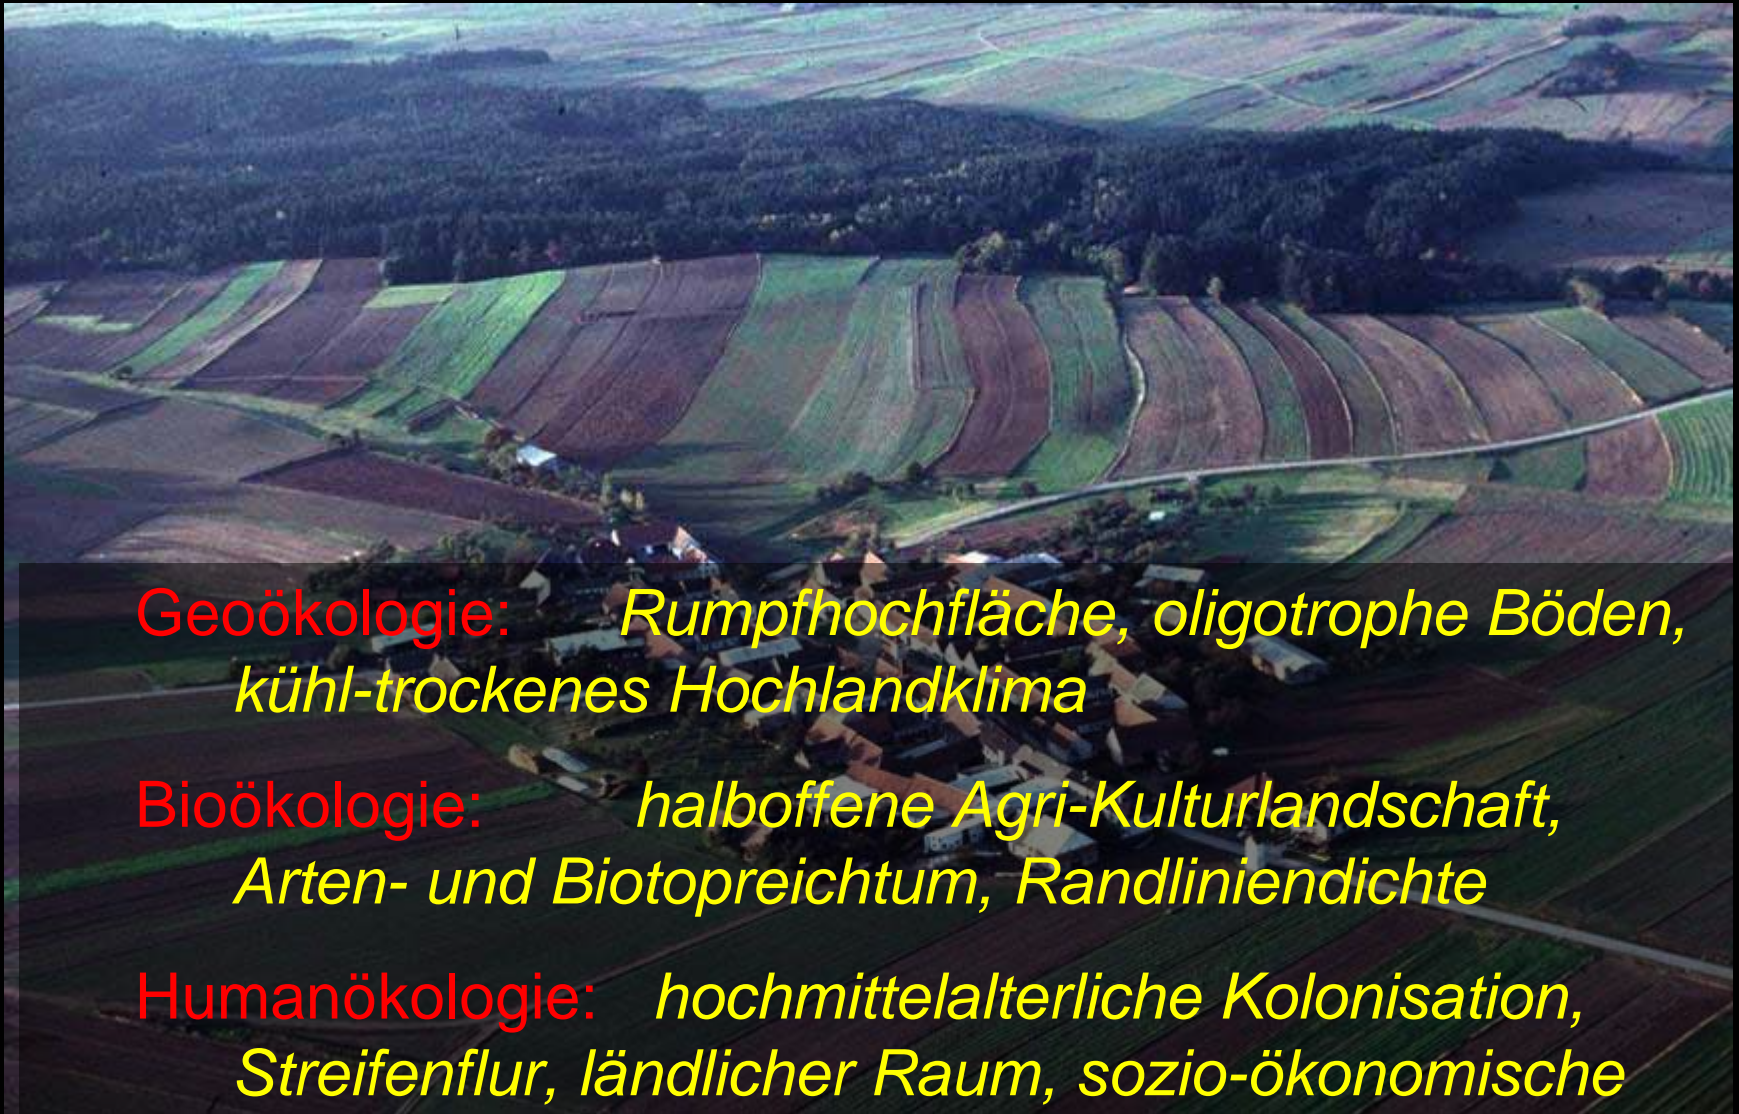 Geoökologie: Rumpfhochfläche, oligotrophe Böden,
kühl-trockenes Hochlandklima
Bioökologie: halboffene Agri-Kulturlandschaft,
Arten- und Biotopreichtum, Randliniendichte
Humanökologie: hochmittelalterliche Kolonisation,
Streifenflur, ländlicher Raum, sozio-ökonomische